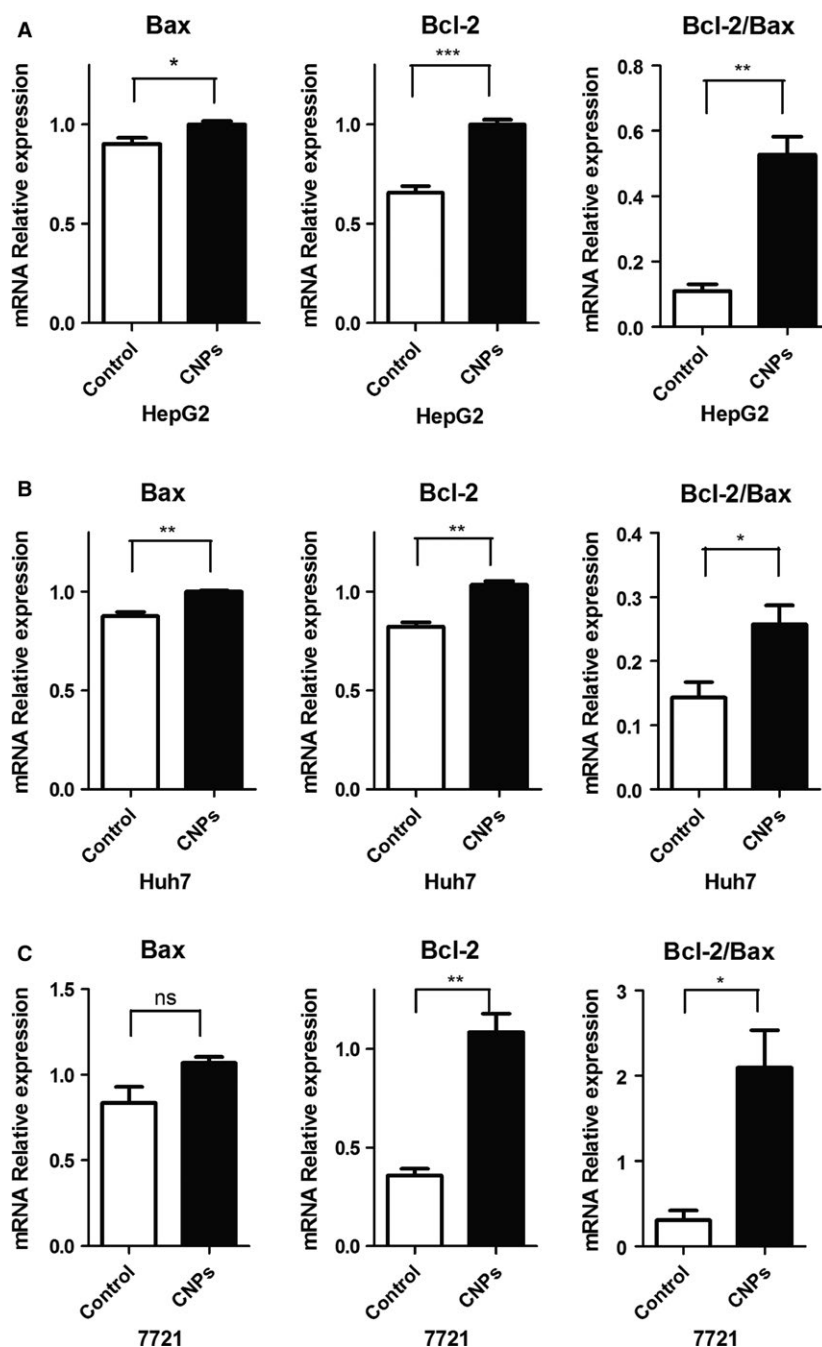 A
Bax
Bcl-2
Bcl-2/Bax
mRNA Relative expression
1.0
0.5
0.0
*
Control
CNPs
HepG2
mRNA Relative expression
1.0
0.5
0.0
***
Control
CNPs
HepG2
mRNA Relative expression
0.8
0.6
0.4
0.2
0.0
**
Control
CNPs
HepG2
B
Bax
Bcl-2
Bcl-2/Bax
mRNA Relative expression
1.0
0.5
0.0
**
Control
CNPs
Huh7
mRNA Relative expression
1.0
0.5
0.0
**
Control
CNPs
Huh7
mRNA Relative expression
0.4
0.3
0.2
0.1
0.0
*
Control
CNPs
Huh7
C
Bax
Bcl-2
Bcl-2/Bax
mRNA Relative expression
1.5
1.0
0.5
0.0
ns
Control
CNPs
7721
mRNA Relative expression
1.0
0.5
0.0
**
Control
CNPs
7721
mRNA Relative expression
3
2
1
0
*
Control
CNPs
7721